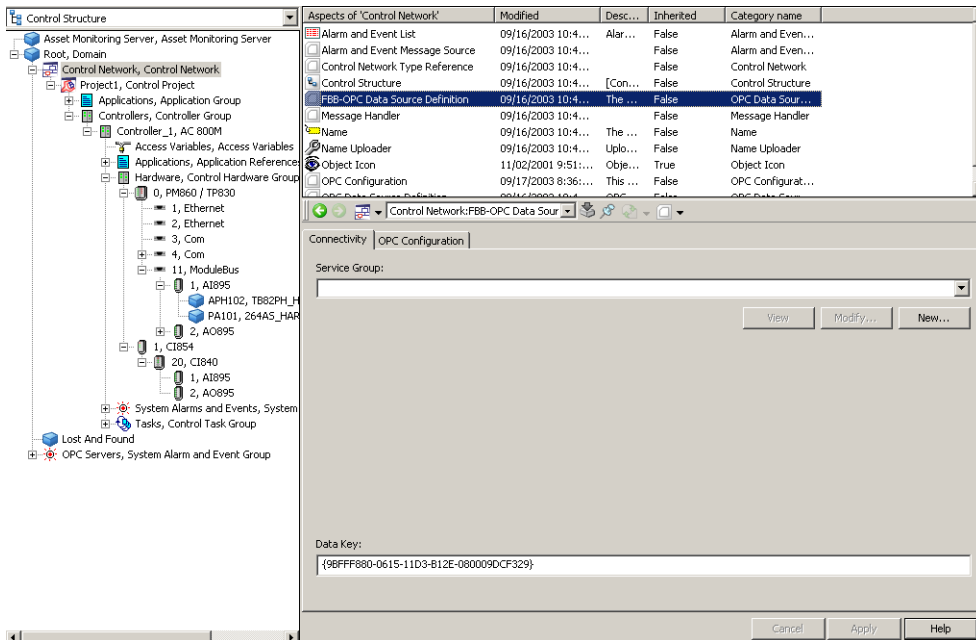 Control Structure
Asset Monitoring Server, Asset Monitoring Server
Root, Domain
Control Network, Control Network
Project1, Control Project
Applications, Application Group
Controllers, Controller Group
Controller_1, AC 800M
Access Variables, Access Variables
Applications, Application References
Hardware, Control Hardware Group
0, PM860 / TP830
1, Ethernet
2, Ethernet
3, Com
4, Com
11, ModuleBus
1, AI895
APH102, TB82PH_H
PA101, 264AS_HAR
2, AO895
1, CI854
20, CI840
1, AI895
2, AO895
System Alarms and Events, System
Tasks, Control Task Group
Lost And Found
OPC Servers, System Alarm and Event Group
Aspects of 'Control Network' Modified Desc... Inherited Category name
Alarm and Event List 09/16/2003 10:4... Alar... False Alarm and Even...
Alarm and Event Message Source 09/16/2003 10:4... False Alarm and Even...
Control Network Type Reference 09/16/2003 10:4... False Control Network
Control Structure 09/16/2003 10:4... [Con... False Control Structure
FBB-OPC Data Source Definition 09/16/2003 10:4... The ... False OPC Data Sour...
Message Handler 09/16/2003 10:4... False Message Handler
Name 09/16/2003 10:4... The ... False Name
Name Uploader 09/16/2003 10:4... Uplo... False Name Uploader
Object Icon 11/02/2001 9:51:... Obje... True Object Icon
OPC Configuration 09/17/2003 8:36:... This ... False OPC Configurat...
Control Network:FBB-OPC Data Sour
Connectivity OPC Configuration
Service Group:
View Modify... New...
Data Key:
{9BFFF880-0615-11D3-B12E-080009DCF329}
Cancel Apply Help